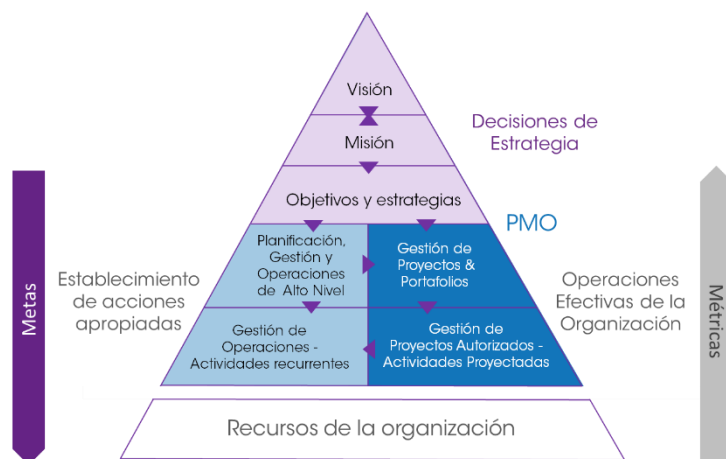 Visión
Misión
Decisiones de
Estrategia
Objetivos y estrategias
PMO
Planificación,
Gestión y
Operaciones
de Alto Nivel
Gestión de
Proyectos &
Portafolios
Establecimiento
de acciones
apropiadas
Operaciones
Efectivas de la
Organización
Metas
Métricas
Gestión de
Operaciones -
Actividades recurrentes
Gestión de
Proyectos Autorizados -
Actividades Proyectadas
Recursos de la organización